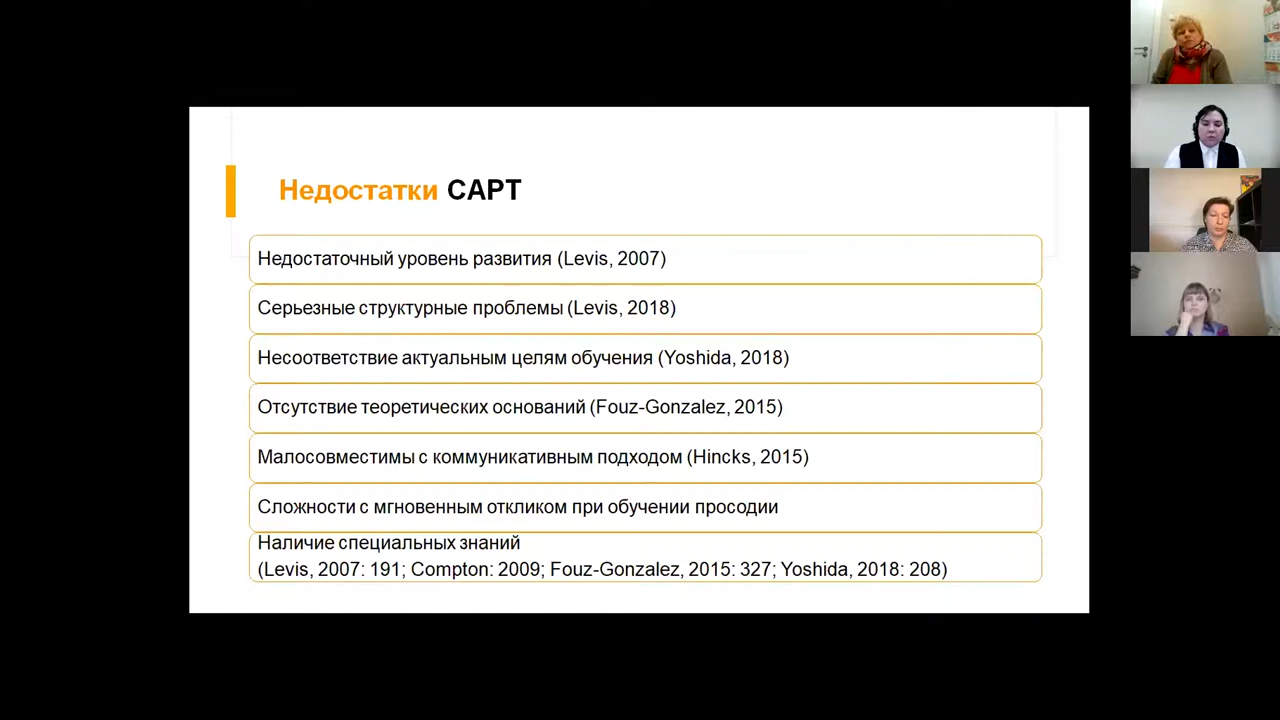 Недостатки CAPT
Недостаточный уровень развития (Levis, 2007)
Серьезные структурные проблемы (Levis, 2018)
Несоответствие актуальным целям обучения (Yoshida, 2018)
Отсутствие теоретических оснований (Fouz-Gonzalez, 2015)
Малосовместимы с коммуникативным подходом (Hincks, 2015)
Сложности с мгновенным откликом при обучении просодии
Наличие специальных знаний
(Levis, 2007: 191; Compton: 2009; Fouz-Gonzalez, 2015: 327; Yoshida, 2018: 208)